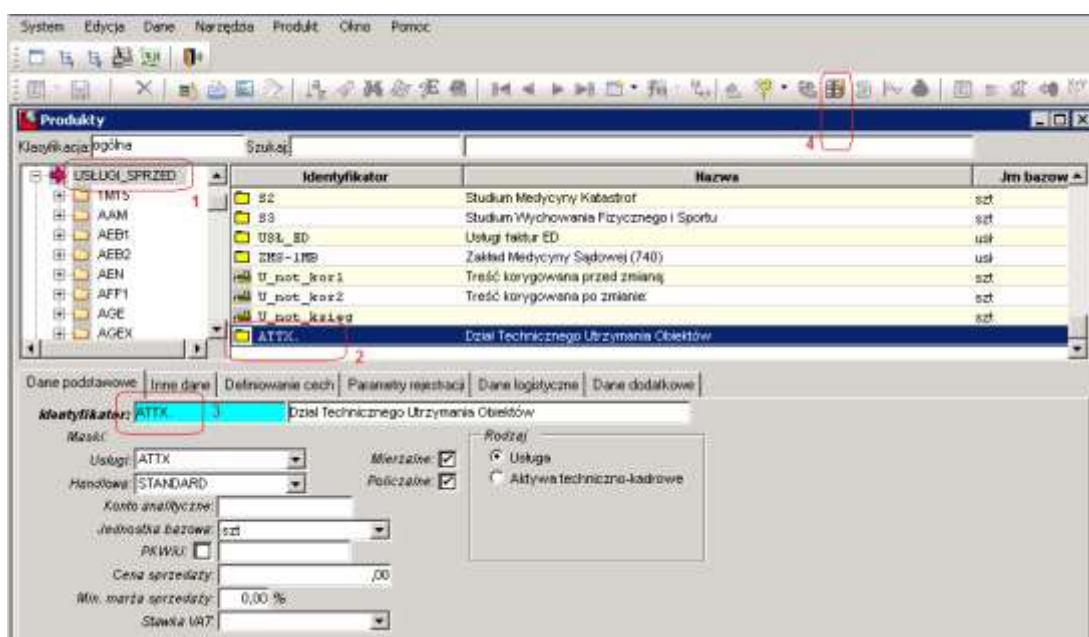 System Edycja Dane Narzędzia Produkt Okno Pomoc
Produkty
Klasyfikacja: ogólna Szukaj:
4
USŁUGI_SPRZED
1
1M15
AAM
AEB1
AEB2
AEN
AFF1
AGE
AGEX
Identyfikator Nazwa Jm bazow
S2 Studium Medycyny Katastrof szt
S3 Studium Wychowania Fizycznego i Sportu szt
USŁ_ED Usługi faktur ED usł
ZMS-1MB Zakład Medycyny Sądowej (740) usł
U_not_kor1 Treść korygowana przed zmianą: szt
U_not_kor2 Treść korygowana po zmianie: szt
U_not_księg szt
ATTX. Dział Technicznego Utrzymania Obiektów
2
Dane podstawowe Inne dane Definiowanie cech Parametry rejestracji Dane logistyczne Dane dodatkowe
Identyfikator: ATTX. 3 Dział Technicznego Utrzymania Obiektów
Maski: Rodzaj
Usługi: ATTX Mierzalne: Usługa
Handlowa: STANDARD Policzalne: Aktywa techniczno-kadrowe
Konto analityczne:
Jednostka bazowa: szt
PKWiU:
Cena sprzedaży: ,00
Min. marża sprzedaży: 0,00 %
Stawka VAT: